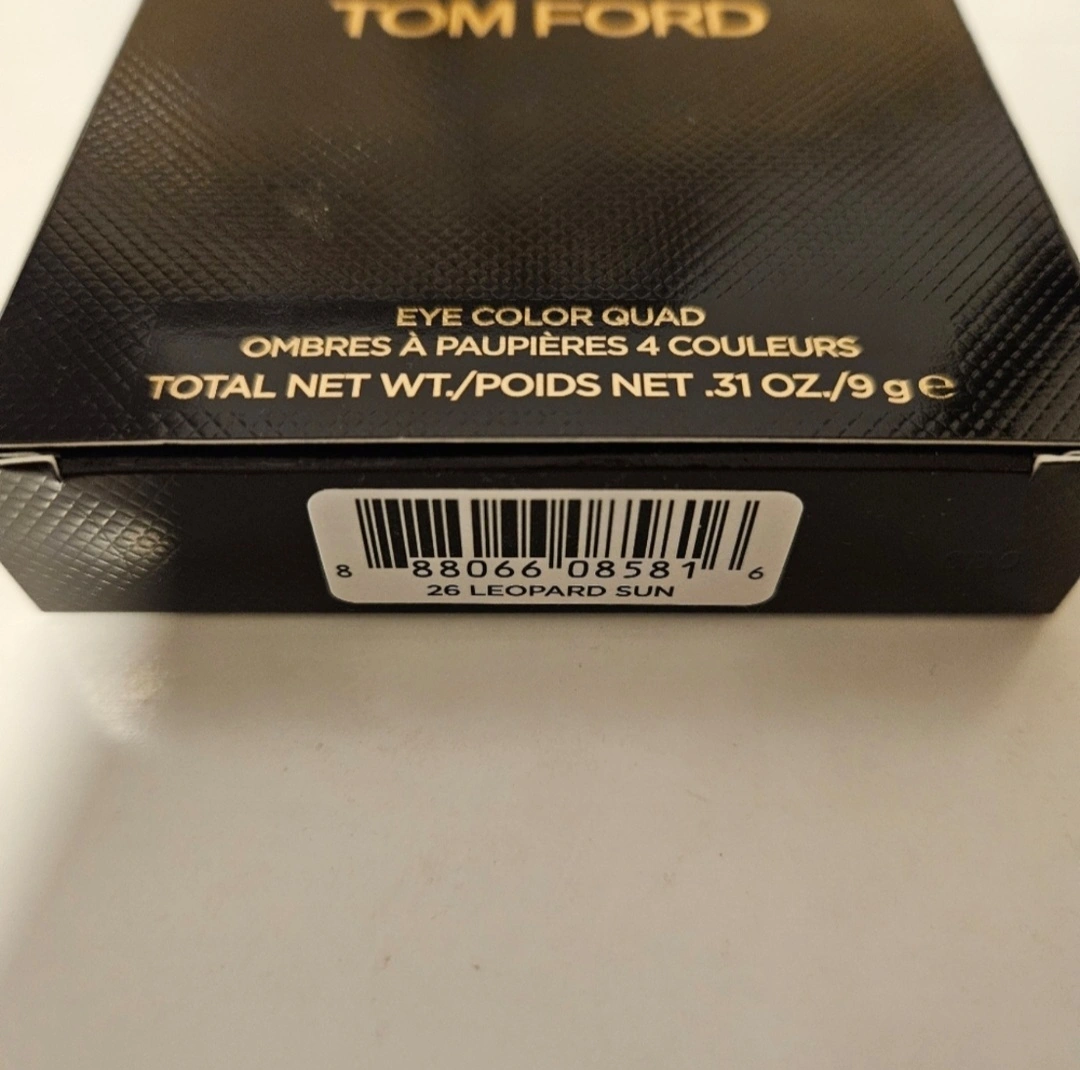 TOM FORD
EYE COLOR QUAD
OMBRES À PAUPIÈRES 4 COULEURS
TOTAL NET WT./POIDS NET .31 OZ./9 g ℮
8 88066 08581 6
26 LEOPARD SUN